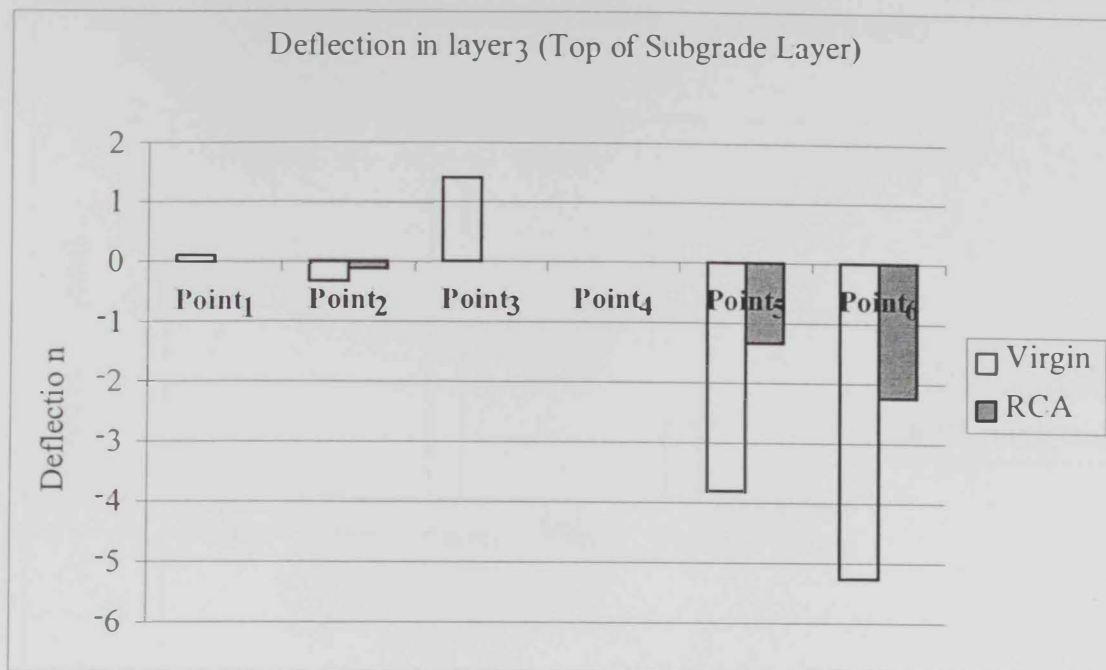 Deflection in layer3 (Top of Subgrade Layer)
2
1
0
-1
-2
-3
-4
-5
-6
Deflection
Point1 Point2 Point3 Point4 Point5 Point6
Virgin
RCA